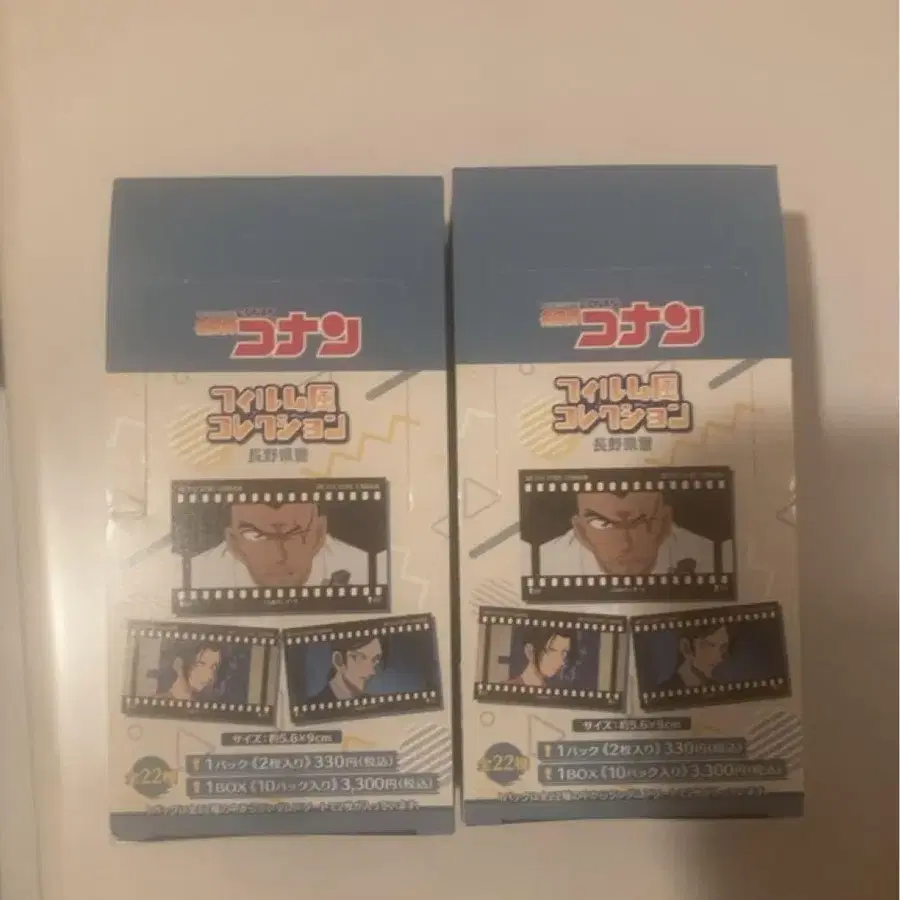 名探偵コナン
フィルム風
コレクション
長野県警
サイズ:約5.6×9cm
全22種
1パック《2枚入り》330円(税込)
1BOX《10パック入り》3,300円(税込)
名探偵コナン
フィルム風
コレクション
長野県警
サイズ:約5.6×9cm
全22種
1パック《2枚入り》330円(税込)
1BOX《10パック入り》3,300円(税込)